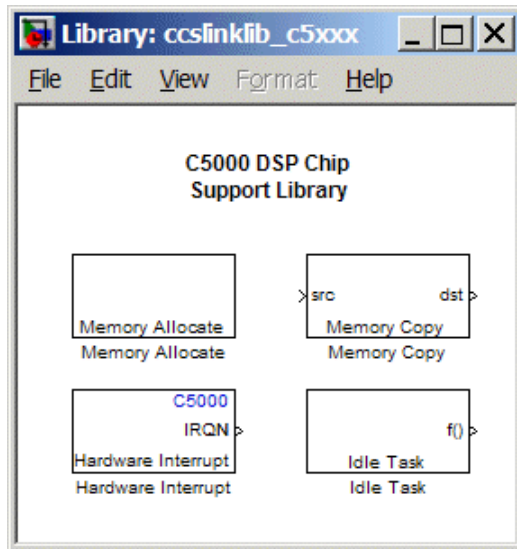 Library: ccslinklib_c5xxx
File Edit View Format Help
C5000 DSP Chip
Support Library
Memory Allocate
Memory Allocate
src dst
Memory Copy
Memory Copy
C5000
IRQN
Hardware Interrupt
Hardware Interrupt
f()
Idle Task
Idle Task